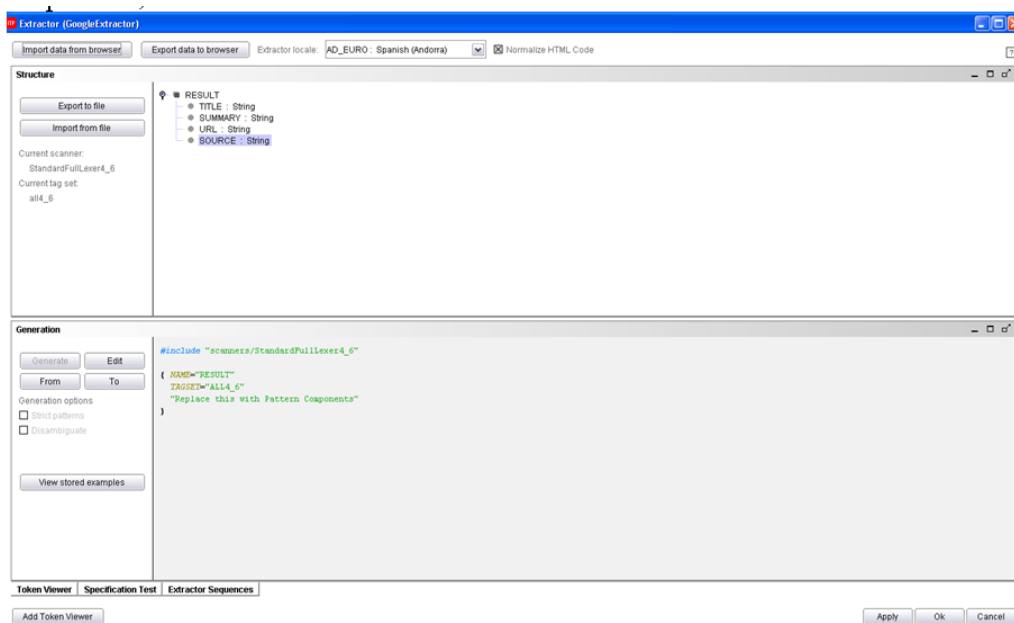 ITP Extractor (GoogleExtractor)
Import data from browser Export data to browser Extractor locale: AD_EURO : Spanish (Andorra) Normalize HTML Code ?
Structure
Export to file
Import from file
Current scanner:
StandardFullLexer4_6
Current tag set:
all4_6
RESULT
TITLE : String
SUMMARY : String
URL : String
SOURCE : String
Generation
Generate Edit
From To
Generation options
Strict patterns
Disambiguate
View stored examples
#include "scanners/StandardFullLexer4_6"
{ NAME="RESULT"
TAGSET="ALL4_6"
"Replace this with Pattern Components"
}
Token Viewer Specification Test Extractor Sequences
Add Token Viewer Apply Ok Cancel